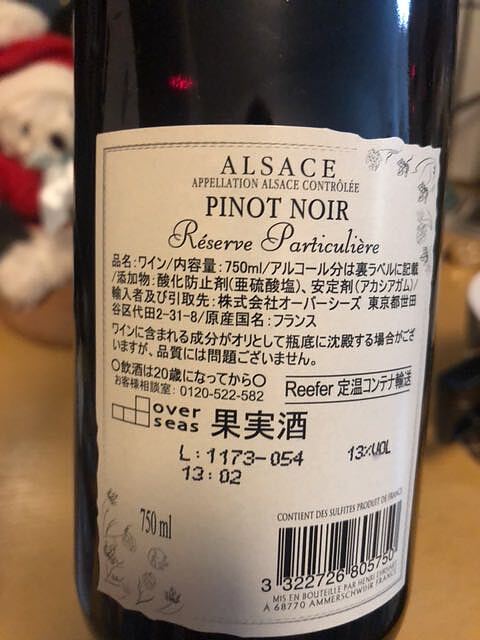 ALSACE
APPELLATION ALSACE CONTRÔLÉE
PINOT NOIR
Réserve Particulière
品名:ワイン/内容量:750ml/アルコール分は裏ラベルに記載
/添加物:酸化防止剤(亜硫酸塩)、安定剤(アカシアガム)/
輸入者及び引取先:株式会社オーバーシーズ 東京都世田
谷区代田2-31-8/原産国名:フランス
ワインに含まれる成分がオリとして瓶底に沈殿する場合がござ
いますが、品質には問題ございません。
〇飲酒は20歳になってから〇
お客様相談室:0120-522-582
Reefer 定温コンテナ輸送
over
seas
果実酒
L:1173-054
13%VOL
13:02
750 ml
CONTIENT DES SULFITES PRODUCE DE FRANCE
3 322726 805750
MIS EN BOUTEILLE PAR HENRI EHRHART
À 68770 AMMERSCHWIHR FRANCE